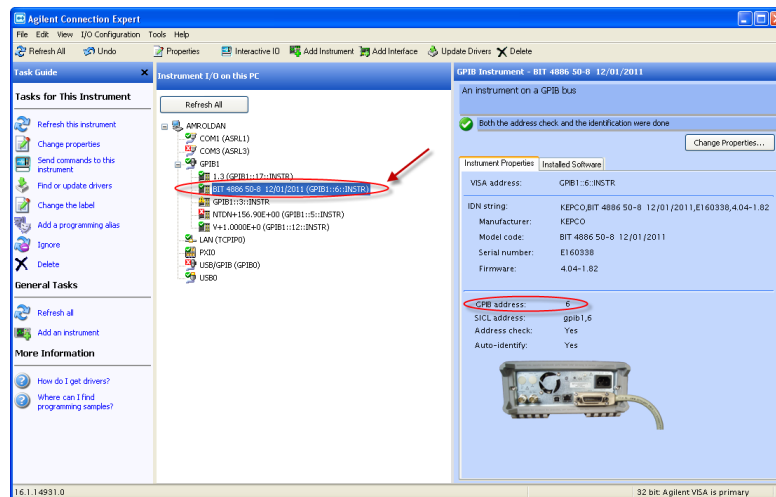 Agilent Connection Expert
File Edit View I/O Configuration Tools Help
Refresh All Undo Properties Interactive IO Add Instrument Add Interface Update Drivers Delete
Task Guide
Tasks for This Instrument
Refresh this instrument
Change properties
Send commands to this
instrument
Find or update drivers
Change the label
Add a programming alias
Ignore
Delete
General Tasks
Refresh all
Add an instrument
More Information
How do I get drivers?
Where can I find
programming samples?
Instrument I/O on this PC
Refresh All
AMROLDAN
COM1 (ASRL1)
COM3 (ASRL3)
GPIB1
1.3 (GPIB1::17::INSTR)
BIT 4886 50-8 12/01/2011 (GPIB1::6::INSTR)
GPIB1::3::INSTR
NTDN+156.90E+00 (GPIB1::5::INSTR)
V+1.0000E+0 (GPIB1::12::INSTR)
LAN (TCPIP0)
PXI0
USB/GPIB (GPIB0)
USB0
GPIB Instrument - BIT 4886 50-8 12/01/2011
An instrument on a GPIB bus
Both the address check and the identification were done
Change Properties...
Instrument Properties Installed Software
VISA address: GPIB1::6::INSTR
IDN string: KEPCO,BIT 4886 50-8 12/01/2011,E160338,4.04-1.82
Manufacturer: KEPCO
Model code: BIT 4886 50-8 12/01/2011
Serial number: E160338
Firmware: 4.04-1.82
GPIB address: 6
SICL address: gpib1,6
Address check: Yes
Auto-identify: Yes
16.1.14931.0
32 bit: Agilent VISA is primary